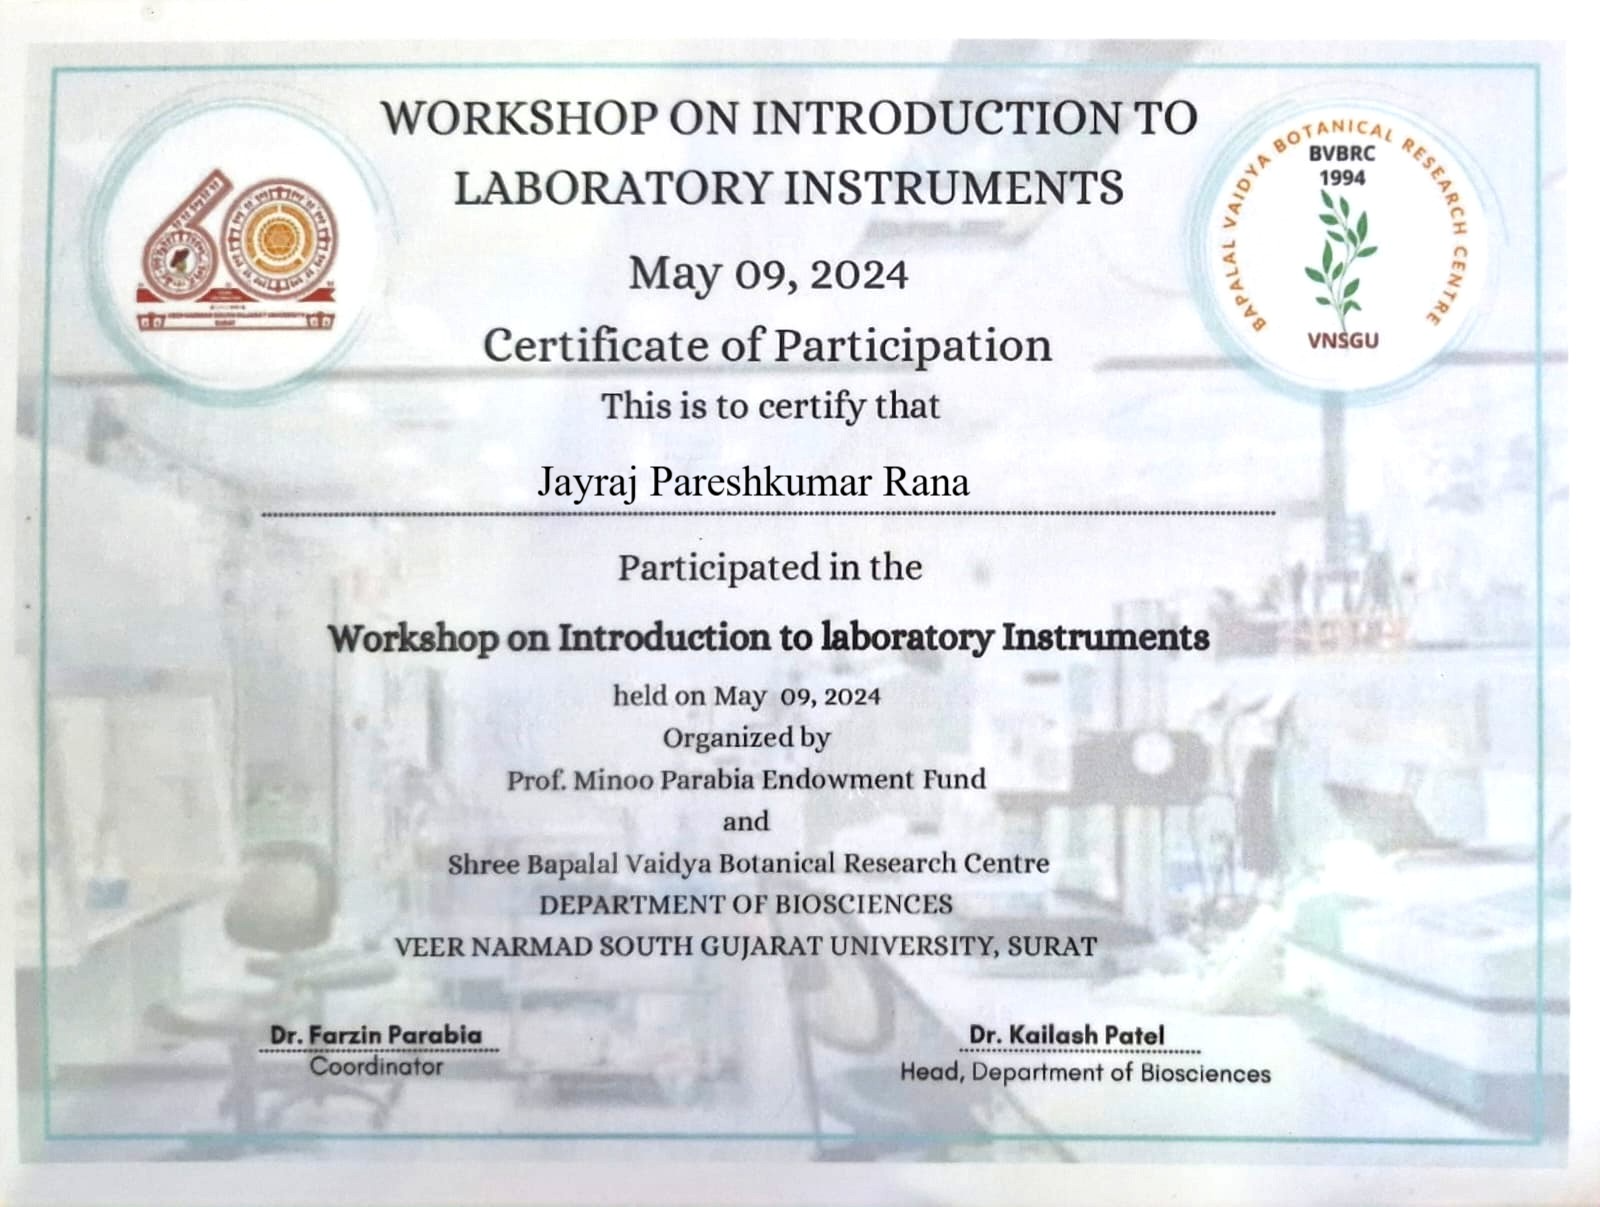 WORKSHOP ON INTRODUCTION TO
LABORATORY INSTRUMENTS
May 09, 2024
Certificate of Participation
This is to certify that
Jayraj Pareshkumar Rana
Participated in the
Workshop on Introduction to laboratory Instruments
held on May 09, 2024
Organized by
Prof. Minoo Parabia Endowment Fund
and
Shree Bapalal Vaidya Botanical Research Centre
DEPARTMENT OF BIOSCIENCES
VEER NARMAD SOUTH GUJARAT UNIVERSITY, SURAT
Dr. Farzin Parabia
Coordinator
Dr. Kailash Patel
Head, Department of Biosciences
60
BAPALAL VAIDYA BOTANICAL RESEARCH CENTRE
BVBRC
1994
VNSGU